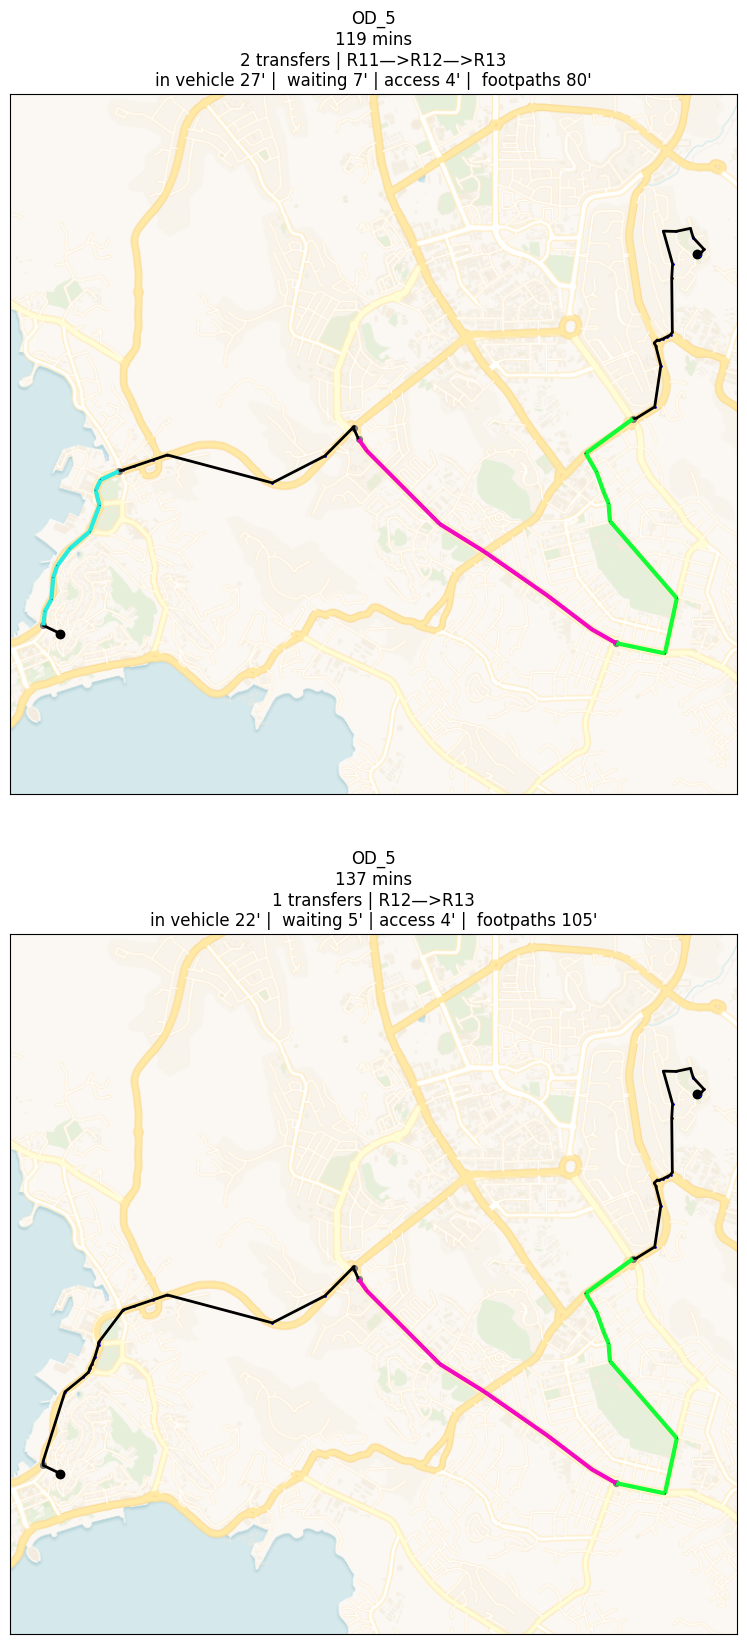 OD_5
119 mins
2 transfers | R11—>R12—>R13
in vehicle 27' |  waiting 7' | access 4' |  footpaths 80'
OD_5
137 mins
1 transfers | R12—>R13
in vehicle 22' |  waiting 5' | access 4' |  footpaths 105'